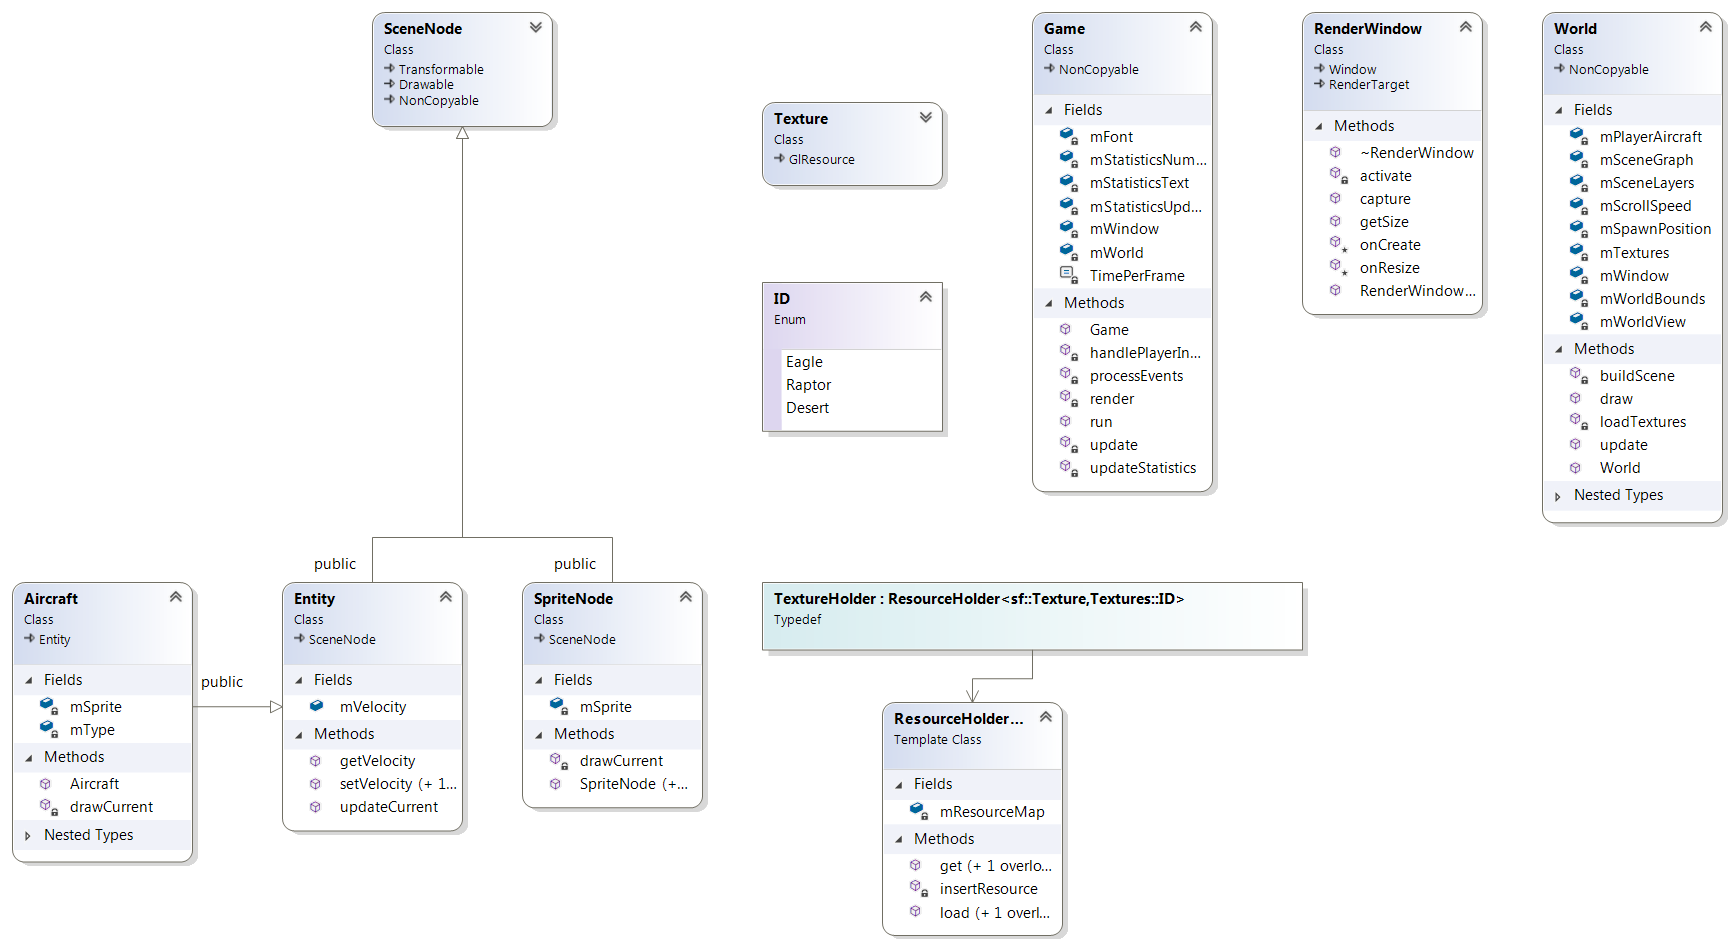 SceneNode
Class
Transformable
Drawable
NonCopyable
Texture
Class
GlResource
ID
Enum
Eagle
Raptor
Desert
Game
Class
NonCopyable
Fields
mFont
mStatisticsNum...
mStatisticsText
mStatisticsUpd...
mWindow
mWorld
TimePerFrame
Methods
Game
handlePlayerIn...
processEvents
render
run
update
updateStatistics
RenderWindow
Class
Window
RenderTarget
Methods
~RenderWindow
activate
capture
getSize
onCreate
onResize
RenderWindow...
World
Class
NonCopyable
Fields
mPlayerAircraft
mSceneGraph
mSceneLayers
mScrollSpeed
mSpawnPosition
mTextures
mWindow
mWorldBounds
mWorldView
Methods
buildScene
draw
loadTextures
update
World
Nested Types
public
public
Aircraft
Class
Entity
Fields
mSprite
mType
Methods
Aircraft
drawCurrent
Nested Types
public
Entity
Class
SceneNode
Fields
mVelocity
Methods
getVelocity
setVelocity (+ 1...
updateCurrent
SpriteNode
Class
SceneNode
Fields
mSprite
Methods
drawCurrent
SpriteNode (+...
TextureHolder : ResourceHolder<sf::Texture,Textures::ID>
Typedef
ResourceHolder...
Template Class
Fields
mResourceMap
Methods
get (+ 1 overlo...
insertResource
load (+ 1 overl...